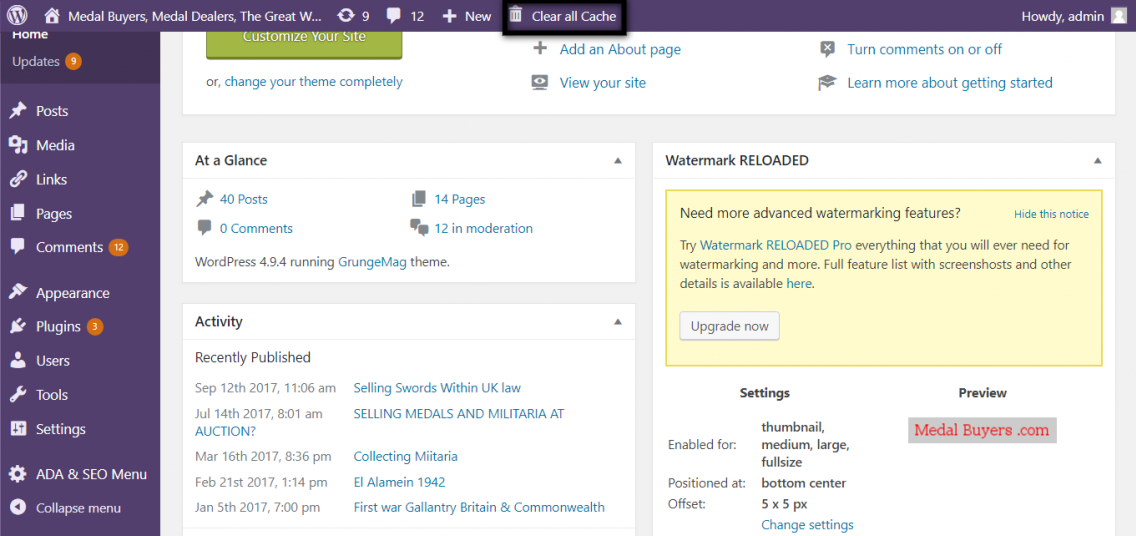 Medal Buyers, Medal Dealers, The Great W... 9 12 New Clear all Cache Howdy, admin
Home
Updates 9
Posts
Media
Links
Pages
Comments 12
Appearance
Plugins 3
Users
Tools
Settings
ADA & SEO Menu
Collapse menu
Customize Your Site
or, change your theme completely
Add an About page
View your site
Turn comments on or off
Learn more about getting started
At a Glance
40 Posts
14 Pages
0 Comments
12 in moderation
WordPress 4.9.4 running GrungeMag theme.
Activity
Recently Published
Sep 12th 2017, 11:06 am Selling Swords Within UK law
Jul 14th 2017, 8:01 am SELLING MEDALS AND MILITARIA AT
AUCTION?
Mar 16th 2017, 8:36 pm Collecting Miitaria
Feb 21st 2017, 1:14 pm El Alamein 1942
Jan 5th 2017, 7:00 pm First war Gallantry Britain & Commonwealth
Watermark RELOADED
Need more advanced watermarking features? Hide this notice
Try Watermark RELOADED Pro everything that you will ever need for
watermarking and more. Full feature list with screenshosts and other
details is available here.
Upgrade now
Settings
Preview
Enabled for: thumbnail,
medium, large,
fullsize
Positioned at: bottom center
Offset: 5 x 5 px
Change settings
Medal Buyers .com